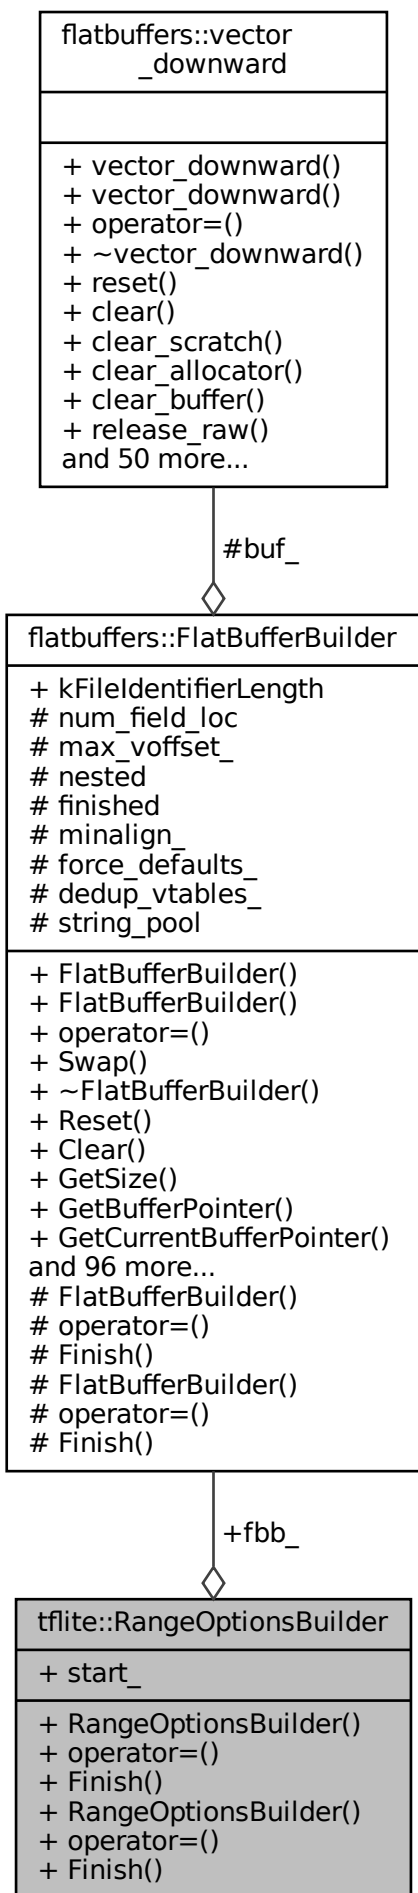 flatbuffers::vector
_downward
+ vector_downward()
+ vector_downward()
+ operator=()
+ ~vector_downward()
+ reset()
+ clear()
+ clear_scratch()
+ clear_allocator()
+ clear_buffer()
+ release_raw()
and 50 more...
#buf_
flatbuffers::FlatBufferBuilder
+ kFileIdentifierLength
# num_field_loc
# max_voffset_
# nested
# finished
# minalign_
# force_defaults_
# dedup_vtables_
# string_pool
+ FlatBufferBuilder()
+ FlatBufferBuilder()
+ operator=()
+ Swap()
+ ~FlatBufferBuilder()
+ Reset()
+ Clear()
+ GetSize()
+ GetBufferPointer()
+ GetCurrentBufferPointer()
and 96 more...
# FlatBufferBuilder()
# operator=()
# Finish()
# FlatBufferBuilder()
# operator=()
# Finish()
+fbb_
tflite::RangeOptionsBuilder
+ start_
+ RangeOptionsBuilder()
+ operator=()
+ Finish()
+ RangeOptionsBuilder()
+ operator=()
+ Finish()